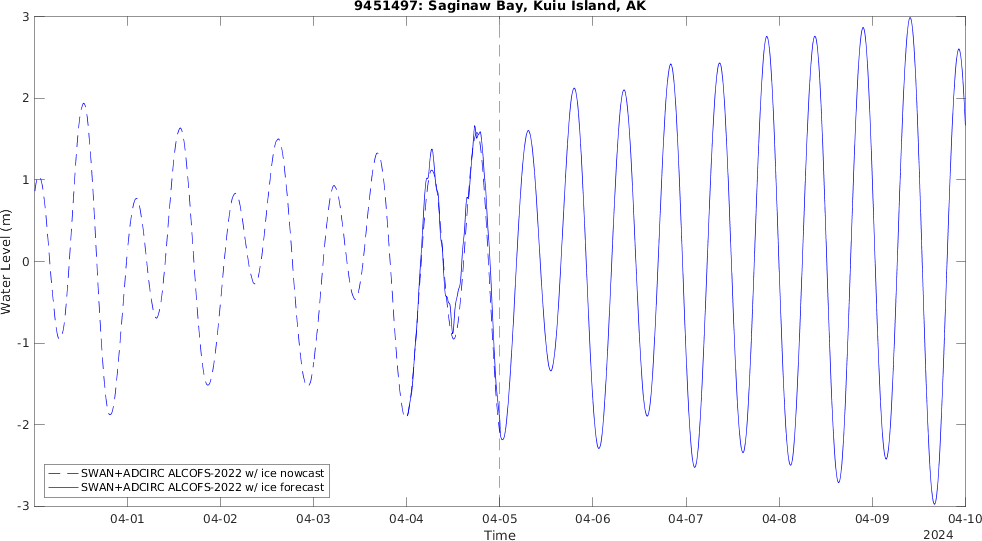 9451497: Saginaw Bay, Kuiu Island, AK
3
2
1
0
-1
-2
-3
Water Level (m)
SWAN+ADCIRC ALCOFS-2022 w/ ice nowcast
SWAN+ADCIRC ALCOFS-2022 w/ ice forecast
04-01 04-02 04-03 04-04 04-05 04-06 04-07 04-08 04-09 04-10
Time
2024